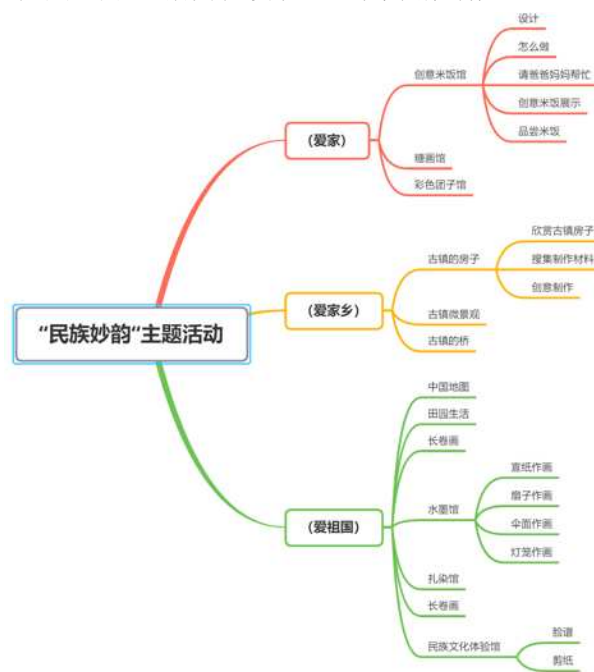 设计
怎么做
创意米饭馆
请爸爸妈妈帮忙
创意米饭展示
品尝米饭
（爱家）
糖画馆
彩色团子馆
欣赏古镇房子
古镇的房子
搜集制作材料
创意制作
（爱家乡）
古镇微景观
古镇的桥
“民族妙韵“主题活动
中国地图
田园生活
长卷画
宣纸作画
水墨馆
扇子作画
伞面作画
灯笼作画
（爱祖国）
扎染馆
长卷画
脸谱
民族文化体验馆
剪纸